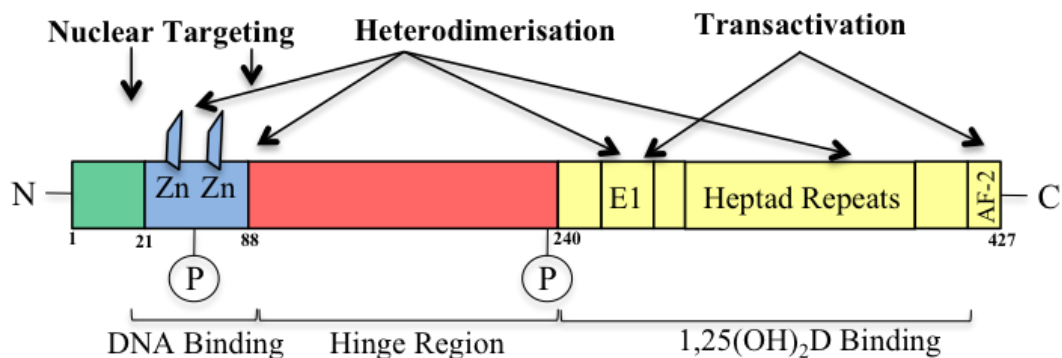 Nuclear Targeting Heterodimerisation Transactivation
N Zn Zn E1 Heptad Repeats AF-2 C
1 21 88 240 427
P P
DNA Binding Hinge Region 1,25(OH)₂D Binding